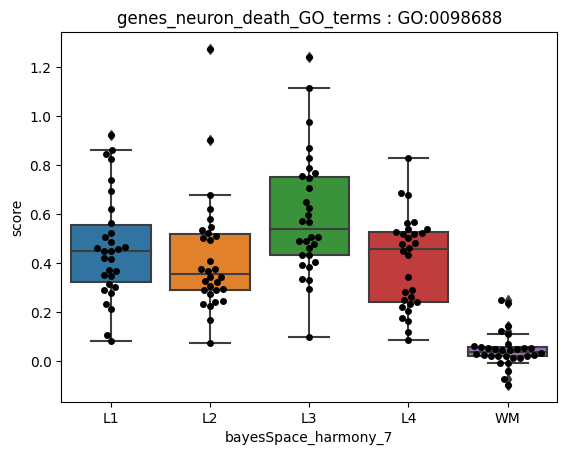 genes_neuron_death_GO_terms : GO:0098688
score
1.2
1.0
0.8
0.6
0.4
0.2
0.0
L1 L2 L3 L4 WM
bayesSpace_harmony_7